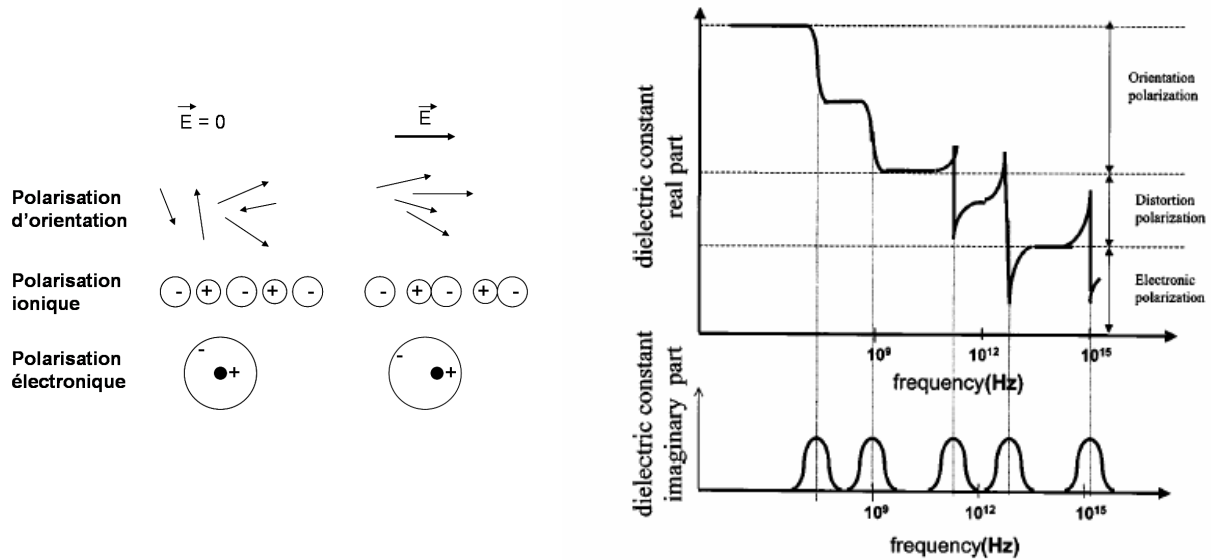 E = 0
E
Polarisation
d'orientation
Polarisation
ionique
- + - + -
- + - + -
Polarisation
électronique
- +
- +
dielectric constant
real part
Orientation
polarization
Distortion
polarization
Electronic
polarization
10⁹ 10¹² 10¹⁵
frequency(Hz)
dielectric constant
imaginary part
10⁹ 10¹² 10¹⁵
frequency(Hz)